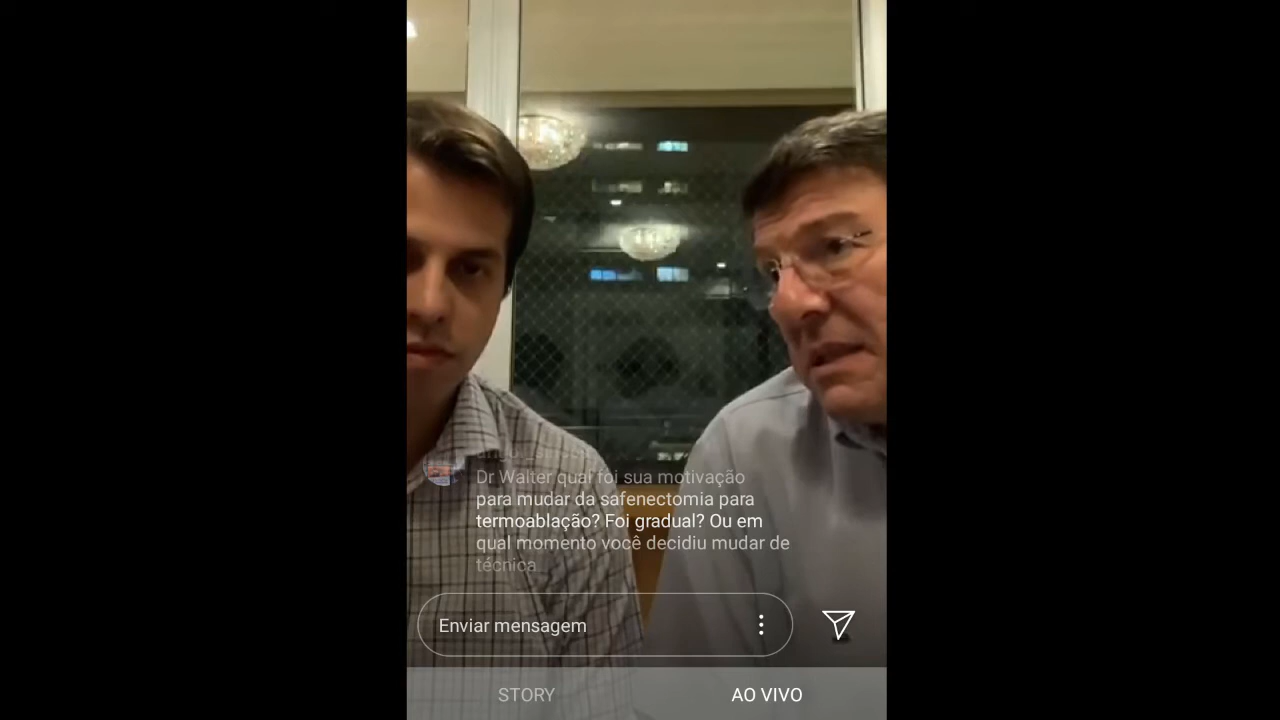 Dr Walter qual foi sua motivação
para mudar da safenectomia para
termoablação? Foi gradual? Ou em
qual momento você decidiu mudar de
técnica
Enviar mensagem
STORY
AO VIVO